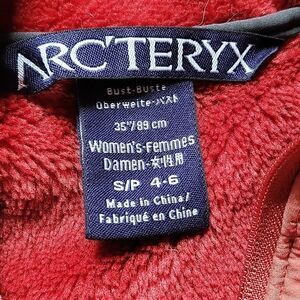 ARC'TERYX
Bust-Buste
Oberweite-バスト
35"/89 cm
Women's-Femmes
Damen-女性用
S/P 4-6
Made in China/
Fabriqué en Chine